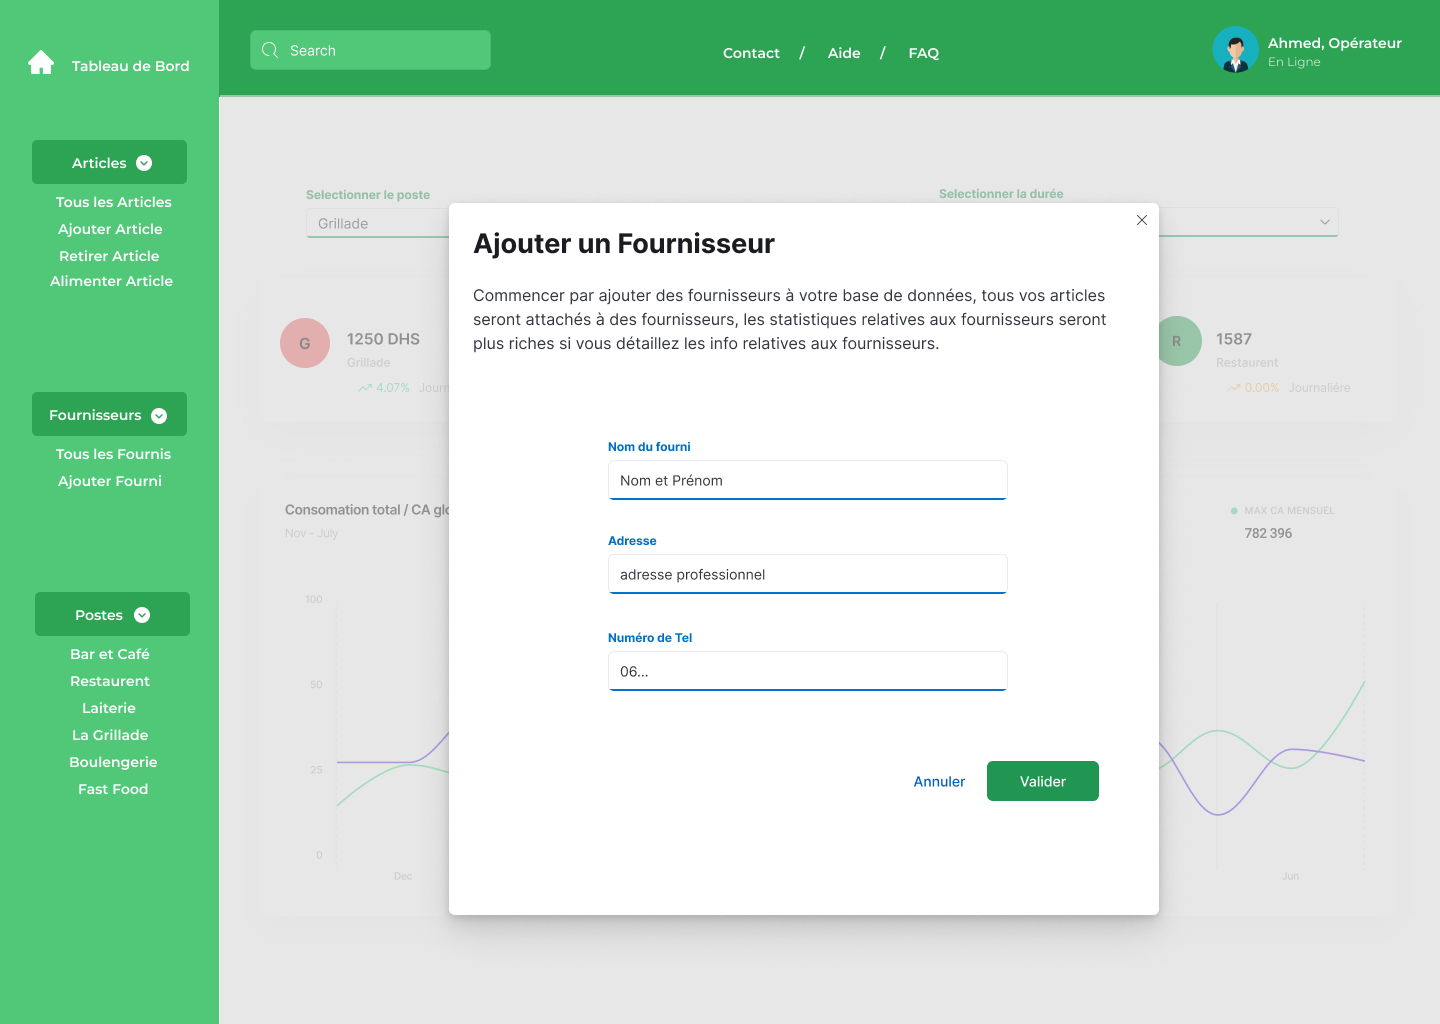 Tableau de Bord
Search
Contact / Aide / FAQ
Ahmed, Opérateur
En Ligne
Articles
Tous les Articles
Ajouter Article
Retirer Article
Alimenter Article
Fournisseurs
Tous les Fournis
Ajouter Fourni
Postes
Bar et Café
Restaurent
Laiterie
La Grillade
Boulengerie
Fast Food
Selectionner le poste
Grillade
Selectionner la durée
G
1250 DHS
Grillade
4.07% Journ
R
1587
Restaurent
0.00% Journaliére
Consomation total / CA glo
Nov - July
MAX CA MENSUEL
782 396
100
50
25
0
Dec
Jun
Ajouter un Fournisseur
Commencer par ajouter des fournisseurs à votre base de données, tous vos articles
seront attachés à des fournisseurs, les statistiques relatives aux fournisseurs seront
plus riches si vous détaillez les info relatives aux fournisseurs.
Nom du fourni
Nom et Prénom
Adresse
adresse professionnel
Numéro de Tel
06...
Annuler
Valider